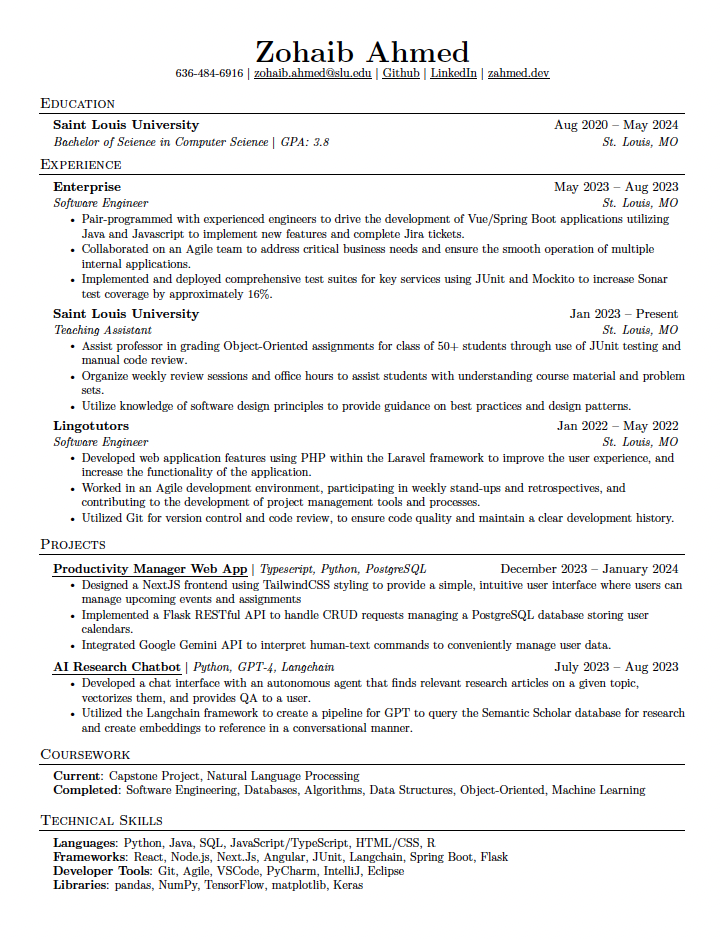 Zohaib Ahmed
636-484-6916 | zohaib.ahmed@slu.edu | Github | LinkedIn | zahmed.dev
Education
Saint Louis University Aug 2020 – May 2024
Bachelor of Science in Computer Science | GPA: 3.8 St. Louis, MO
Experience
Enterprise May 2023 – Aug 2023
Software Engineer St. Louis, MO
• Pair-programmed with experienced engineers to drive the development of Vue/Spring Boot applications utilizing
Java and Javascript to implement new features and complete Jira tickets.
• Collaborated on an Agile team to address critical business needs and ensure the smooth operation of multiple
internal applications.
• Implemented and deployed comprehensive test suites for key services using JUnit and Mockito to increase Sonar
test coverage by approximately 16%.
Saint Louis University Jan 2023 – Present
Teaching Assistant St. Louis, MO
• Assist professor in grading Object-Oriented assignments for class of 50+ students through use of JUnit testing and
manual code review.
• Organize weekly review sessions and office hours to assist students with understanding course material and problem
sets.
• Utilize knowledge of software design principles to provide guidance on best practices and design patterns.
Lingotutors Jan 2022 – May 2022
Software Engineer St. Louis, MO
• Developed web application features using PHP within the Laravel framework to improve the user experience, and
increase the functionality of the application.
• Worked in an Agile development environment, participating in weekly stand-ups and retrospectives, and
contributing to the development of project management tools and processes.
• Utilized Git for version control and code review, to ensure code quality and maintain a clear development history.
Projects
Productivity Manager Web App | Typescript, Python, PostgreSQL December 2023 – January 2024
• Designed a NextJS frontend using TailwindCSS styling to provide a simple, intuitive user interface where users can
manage upcoming events and assignments
• Implemented a Flask RESTful API to handle CRUD requests managing a PostgreSQL database storing user
calendars.
• Integrated Google Gemini API to interpret human-text commands to conveniently manage user data.
AI Research Chatbot | Python, GPT-4, Langchain July 2023 – Aug 2023
• Developed a chat interface with an autonomous agent that finds relevant research articles on a given topic,
vectorizes them, and provides QA to a user.
• Utilized the Langchain framework to create a pipeline for GPT to query the Semantic Scholar database for research
and create embeddings to reference in a conversational manner.
Coursework
Current: Capstone Project, Natural Language Processing
Completed: Software Engineering, Databases, Algorithms, Data Structures, Object-Oriented, Machine Learning
Technical Skills
Languages: Python, Java, SQL, JavaScript/TypeScript, HTML/CSS, R
Frameworks: React, Node.js, Next.Js, Angular, JUnit, Langchain, Spring Boot, Flask
Developer Tools: Git, Agile, VSCode, PyCharm, IntelliJ, Eclipse
Libraries: pandas, NumPy, TensorFlow, matplotlib, Keras